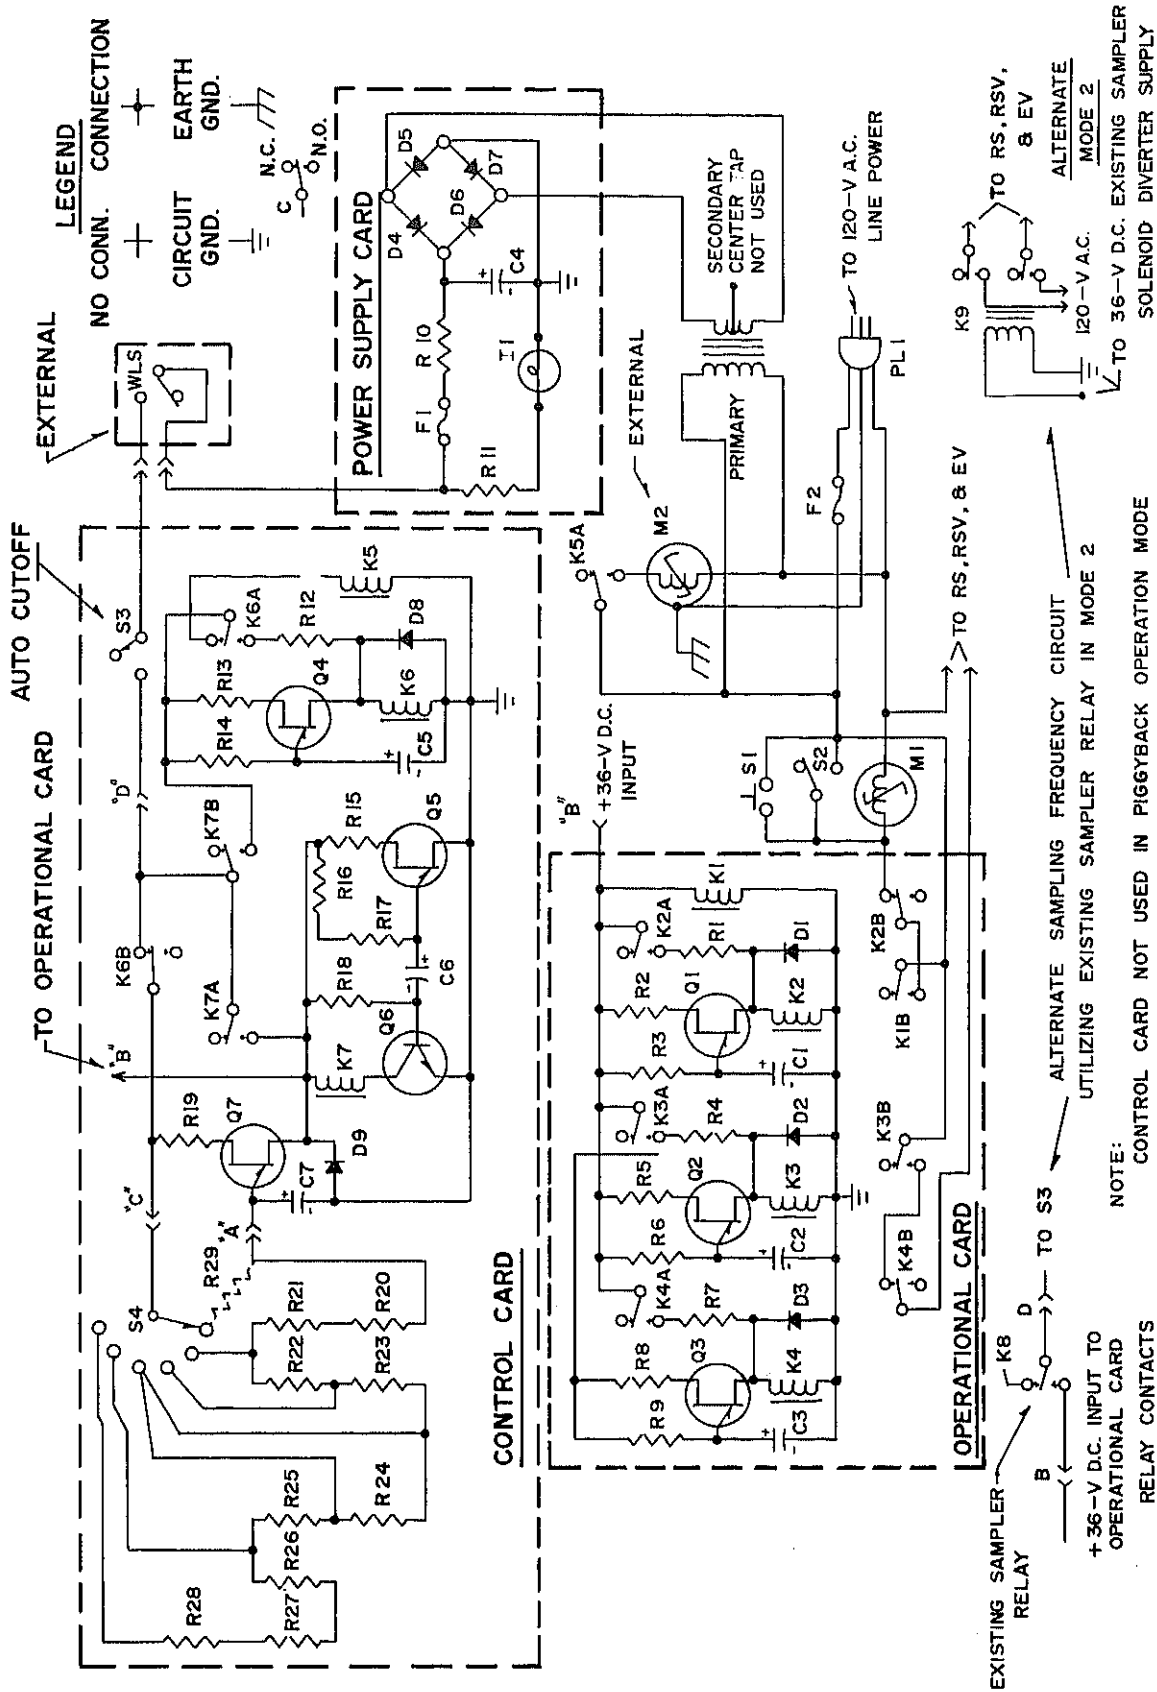 LEGEND
NO CONN. CONNECTION
CIRCUIT GND.
EARTH GND.
C N.C. N.O.
EXTERNAL
WLS
AUTO CUTOFF
S3
TO OPERATIONAL CARD
"B"
"D"
K6B
K7A
K7B
K6A
R13
R14
Q4
R12
K5
K6
D8
C5
R15
R16
R17
R18
Q5
Q6
C6
K7
R19
Q7
C7
D9
"C"
"A"
S4
R29
R21
R20
R22
R23
R25
R24
R26
R27
R28
CONTROL CARD
POWER SUPPLY CARD
D5
D7
D4
D6
C4
R10
F1
R11
I1
SECONDARY
CENTER TAP
NOT USED
PRIMARY
EXTERNAL
M2
K5A
TO 120-V A.C.
LINE POWER
PL1
F2
"B"
+36-V D.C.
INPUT
S1
S2
M1
TO RS, RSV, & EV
K2A
K1
R1
D1
R2
Q1
K2
R3
C1
K3A
R4
D2
R5
Q2
K3
R6
C2
K4A
R7
D3
R8
Q3
K4
R9
C3
K2B
K1B
K3B
K4B
OPERATIONAL CARD
K9
TO RS, RSV,
& EV
120-V A.C.
ALTERNATE
MODE 2
TO 36-V D.C. EXISTING SAMPLER
SOLENOID DIVERTER SUPPLY
ALTERNATE SAMPLING FREQUENCY CIRCUIT
UTILIZING EXISTING SAMPLER RELAY IN MODE 2
NOTE:
CONTROL CARD NOT USED IN PIGGYBACK OPERATION MODE
EXISTING SAMPLER
RELAY
K8
D
TO S3
B
+36-V D.C. INPUT TO
OPERATIONAL CARD
RELAY CONTACTS